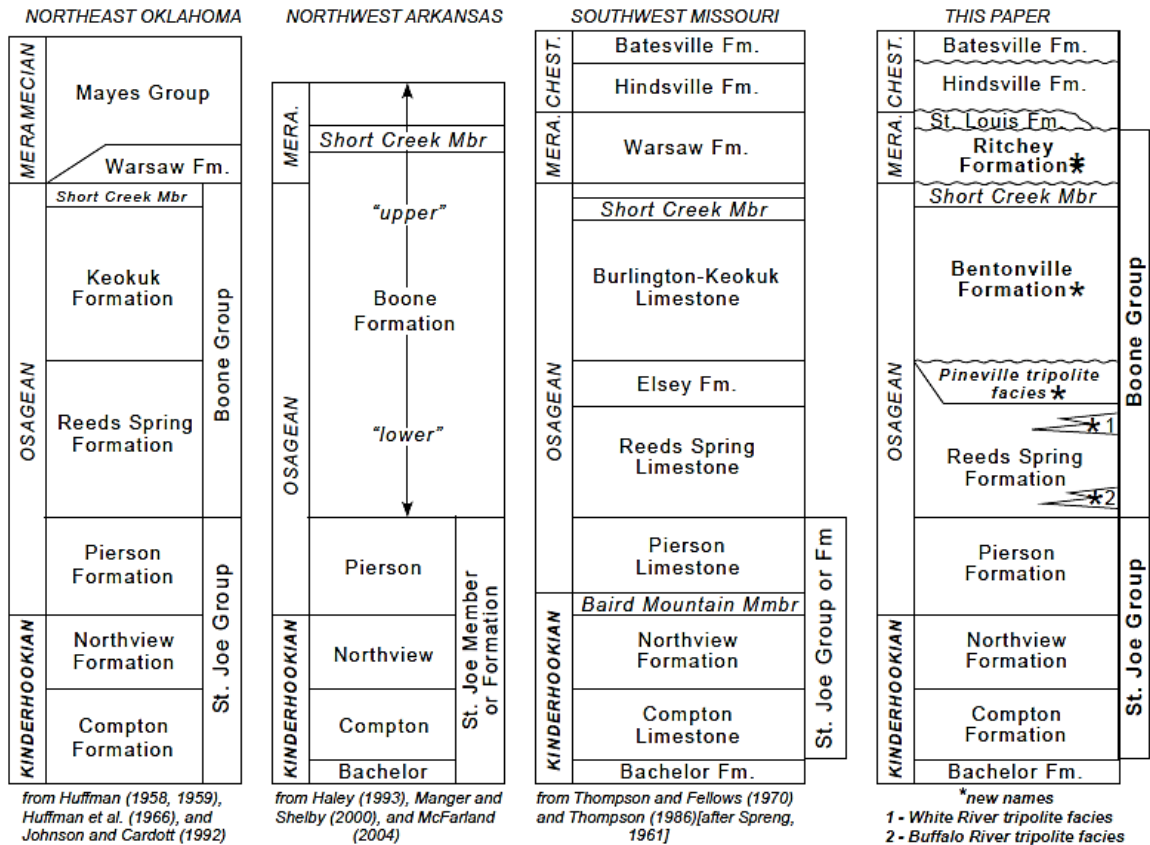 NORTHEAST OKLAHOMA
MERAMECIAN
Mayes Group
Warsaw Fm.
OSAGEAN
Short Creek Mbr
Keokuk
Formation
Reeds Spring
Formation
Boone Group
Pierson
Formation
KINDERHOOKIAN
Northview
Formation
Compton
Formation
St. Joe Group
from Huffman (1958, 1959),
Huffman et al. (1966), and
Johnson and Cardott (1992)
NORTHWEST ARKANSAS
MERA.
Short Creek Mbr
OSAGEAN
"upper"
Boone
Formation
"lower"
Pierson
KINDERHOOKIAN
Northview
Compton
Bachelor
St. Joe Member
or Formation
from Haley (1993), Manger and
Shelby (2000), and McFarland
(2004)
SOUTHWEST MISSOURI
CHEST.
Batesville Fm.
Hindsville Fm.
MERA.
Warsaw Fm.
OSAGEAN
Short Creek Mbr
Burlington-Keokuk
Limestone
Elsey Fm.
Reeds Spring
Limestone
Pierson
Limestone
KINDERHOOKIAN
Baird Mountain Mmbr
Northview
Formation
Compton
Limestone
Bachelor Fm.
St. Joe Group or Fm
from Thompson and Fellows (1970)
and Thompson (1986)[after Spreng,
1961]
THIS PAPER
CHEST.
Batesville Fm.
Hindsville Fm.
MERA.
St. Louis Fm.
Ritchey
Formation*
OSAGEAN
Short Creek Mbr
Bentonville
Formation*
Pineville tripolite
facies*
*1
Reeds Spring
Formation
*2
Boone Group
Pierson
Formation
KINDERHOOKIAN
Northview
Formation
Compton
Formation
Bachelor Fm.
St. Joe Group
*new names
1 - White River tripolite facies
2 - Buffalo River tripolite facies